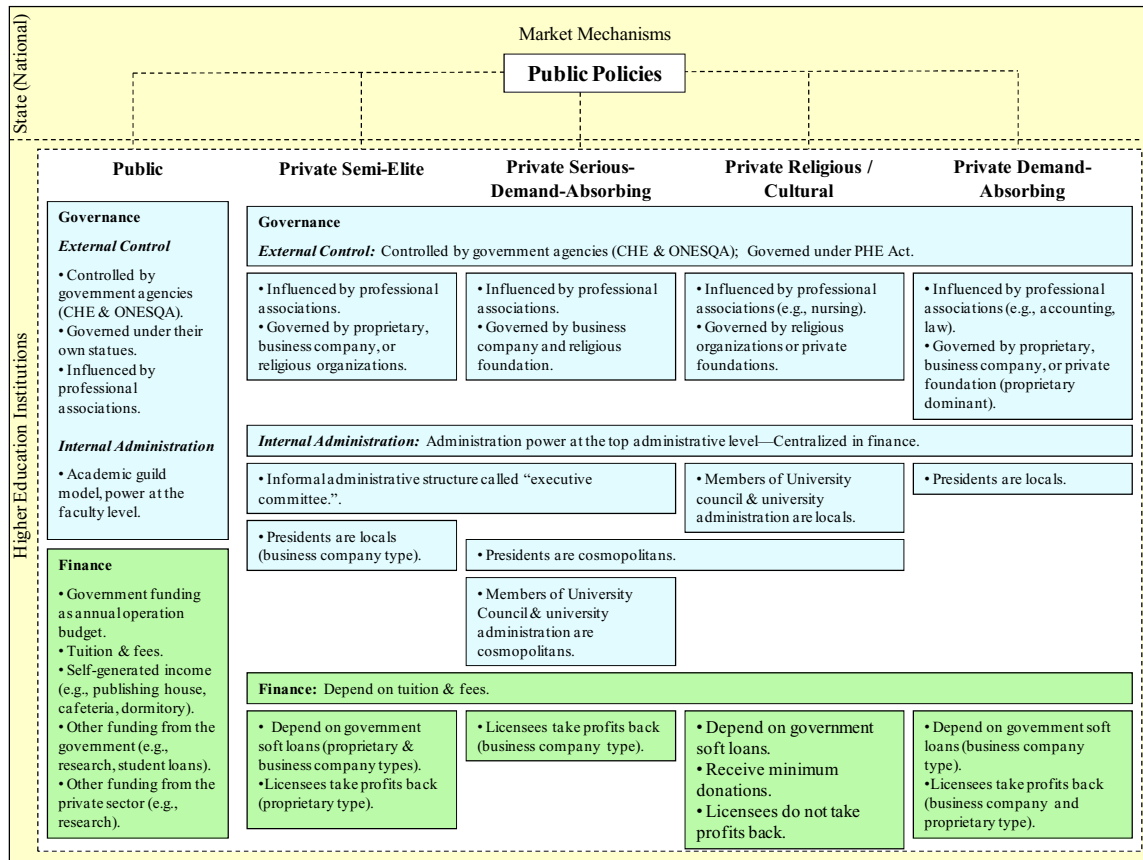 Market Mechanisms
Public Policies
State (National)
Higher Education Institutions
Public
Private Semi-Elite
Private Serious-
Demand-Absorbing
Private Religious /
Cultural
Private Demand-
Absorbing
Governance
External Control
• Controlled by
government agencies
(CHE & ONESQA).
• Governed under their
own statues.
• Influenced by
professional
associations.
Internal Administration
• Academic guild
model, power at the
faculty level.
Finance
• Government funding
as annual operation
budget.
• Tuition & fees.
• Self-generated income
(e.g., publishing house,
cafeteria, dormitory).
• Other funding from the
government (e.g.,
research, student loans).
• Other funding from the
private sector (e.g.,
research).
Governance
External Control: Controlled by government agencies (CHE & ONESQA); Governed under PHE Act.
• Influenced by professional
associations.
• Governed by proprietary,
business company, or
religious organizations.
• Influenced by professional
associations.
• Governed by business
company and religious
foundation.
• Influenced by professional
associations (e.g., nursing).
• Governed by religious
organizations or private
foundations.
• Influenced by professional
associations (e.g., accounting,
law).
• Governed by proprietary,
business company, or private
foundation (proprietary
dominant).
Internal Administration: Administration power at the top administrative level—Centralized in finance.
• Informal administrative structure called “executive
committee.”.
• Members of University
council & university
administration are locals.
• Presidents are locals.
• Presidents are locals
(business company type).
• Presidents are cosmopolitans.
• Members of University
Council & university
administration are
cosmopolitans.
Finance: Depend on tuition & fees.
• Depend on government
soft loans (proprietary &
business company types).
• Licensees take profits back
(proprietary type).
• Licensees take profits back
(business company type).
• Depend on government
soft loans.
• Receive minimum
donations.
• Licensees do not take
profits back.
• Depend on government soft
loans (business company
type).
• Licensees take profits back
(business company and
proprietary type).